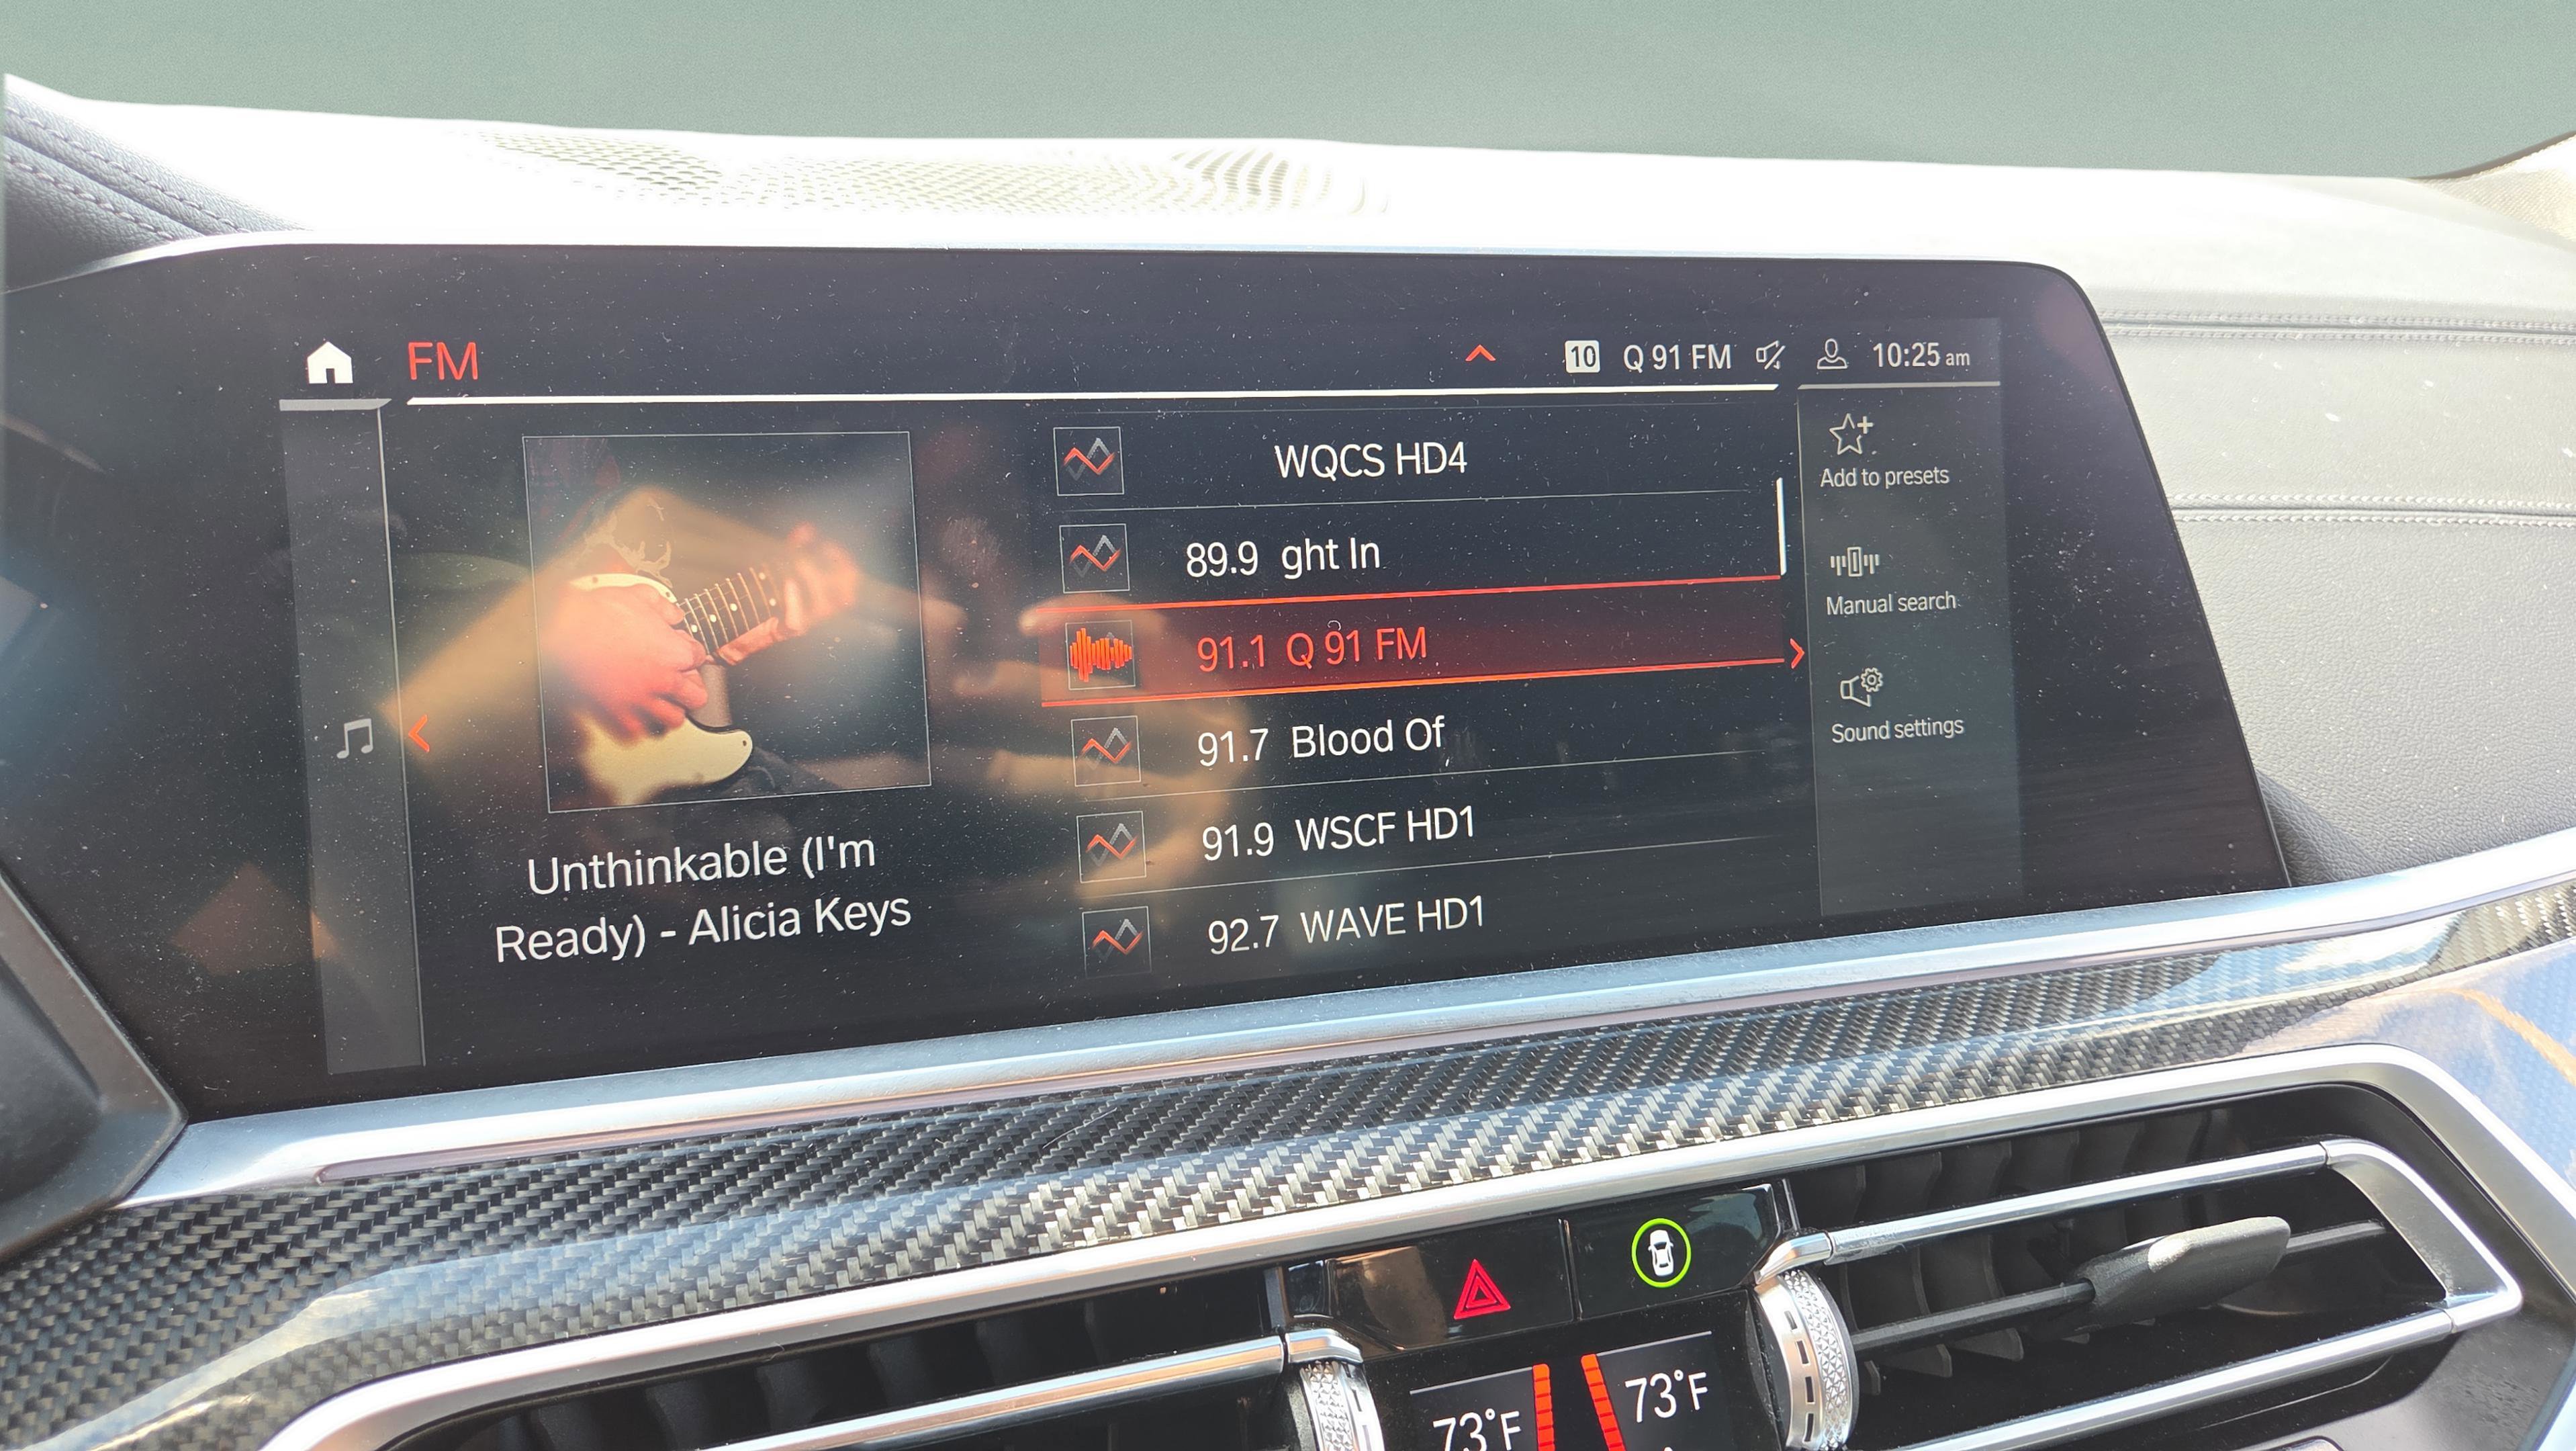 FM
10 Q 91 FM 10:25 am
WQCS HD4
89.9 ght In
91.1 Q 91 FM
91.7 Blood Of
91.9 WSCF HD1
92.7 WAVE HD1
Unthinkable (I'm
Ready) - Alicia Keys
Add to presets
Manual search
Sound settings
73°F 73°F